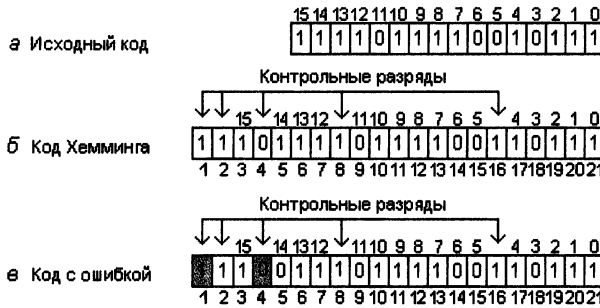 15 14 13 12 11 10 9 8 7 6 5 4 3 2 1 0
а Исходный код 1 1 1 1 0 1 1 1 1 0 0 1 0 1 1 1
Контрольные разряды
15 14 13 12 11 10 9 8 7 6 5 4 3 2 1 0
б Код Хемминга 1 1 1 0 1 1 1 1 0 1 1 1 1 0 0 1 1 0 1 1 1
1 2 3 4 5 6 7 8 9 10 11 12 13 14 15 16 17 18 19 20 21
Контрольные разряды
15 14 13 12 11 10 9 8 7 6 5 4 3 2 1 0
в Код с ошибкой 1 1 1 0 0 1 1 1 0 1 1 1 1 0 0 1 1 0 1 1 1
1 2 3 4 5 6 7 8 9 10 11 12 13 14 15 16 17 18 19 20 21